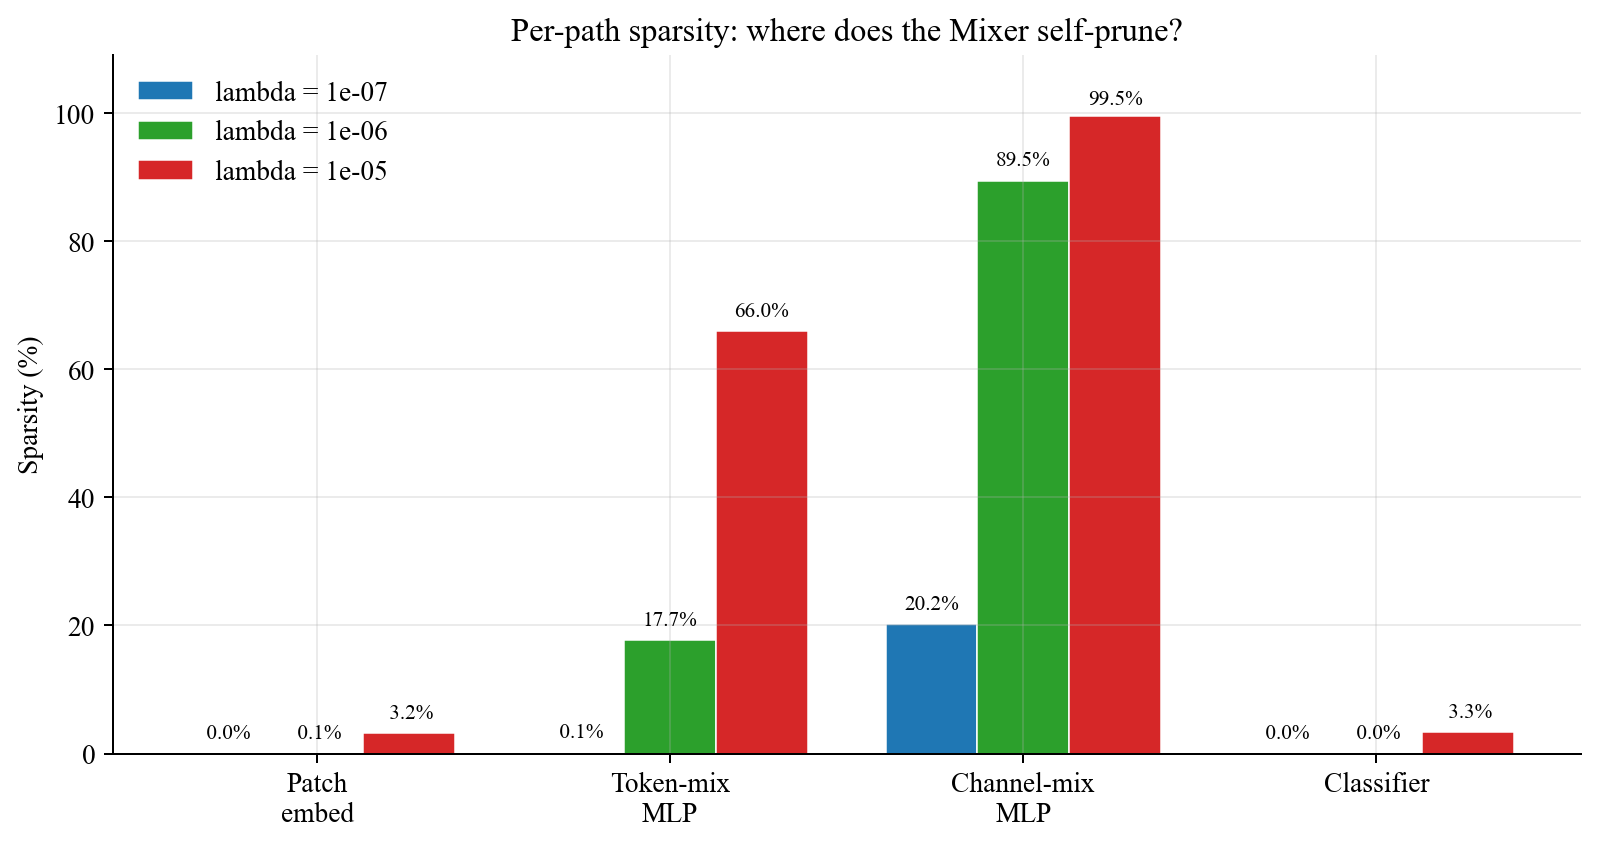 Per-path sparsity: where does the Mixer self-prune?
lambda = 1e-07
lambda = 1e-06
lambda = 1e-05
Sparsity (%)
100
80
60
40
20
0
0.0%
0.1%
3.2%
0.1%
17.7%
66.0%
20.2%
89.5%
99.5%
0.0%
0.0%
3.3%
Patch
embed
Token-mix
MLP
Channel-mix
MLP
Classifier